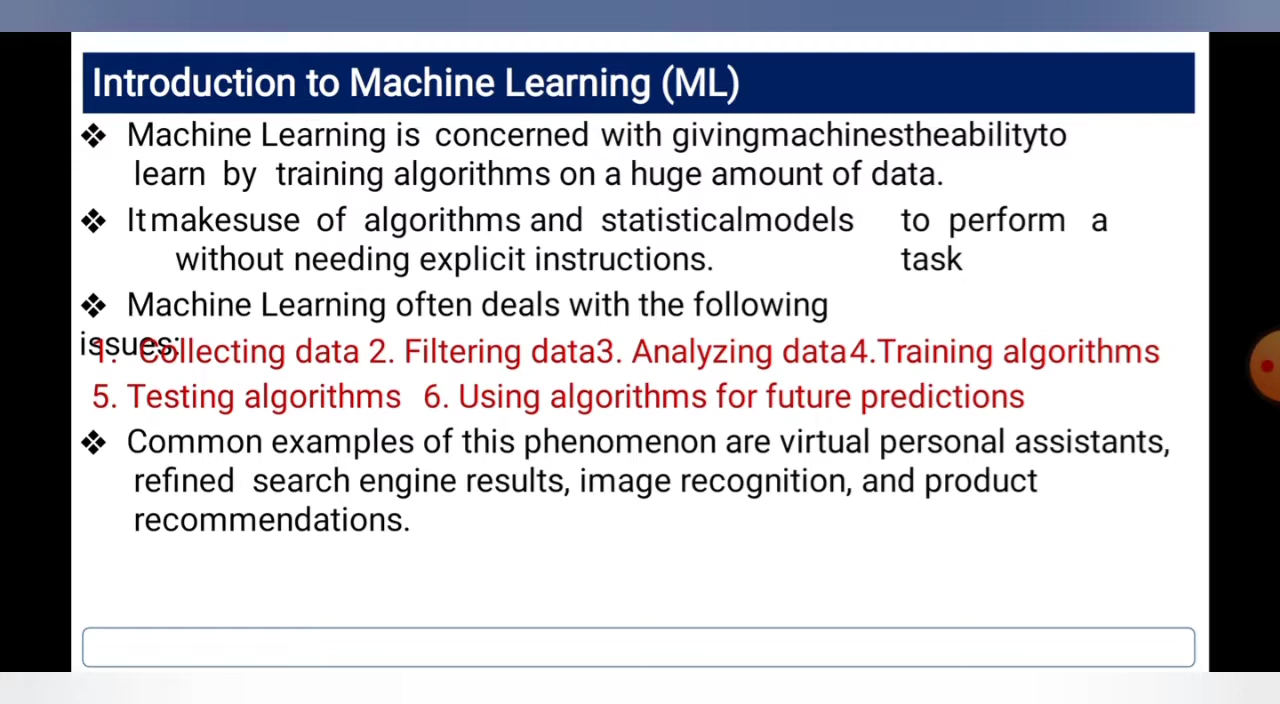 Introduction to Machine Learning (ML)
❖ Machine Learning is concerned with givingmachinestheabilityto
learn by training algorithms on a huge amount of data.
❖ Itmakesuse of algorithms and statisticalmodels to perform a
without needing explicit instructions. task
❖ Machine Learning often deals with the following
issues:
1. Collecting data 2. Filtering data3. Analyzing data4.Training algorithms
5. Testing algorithms 6. Using algorithms for future predictions
❖ Common examples of this phenomenon are virtual personal assistants,
refined search engine results, image recognition, and product
recommendations.